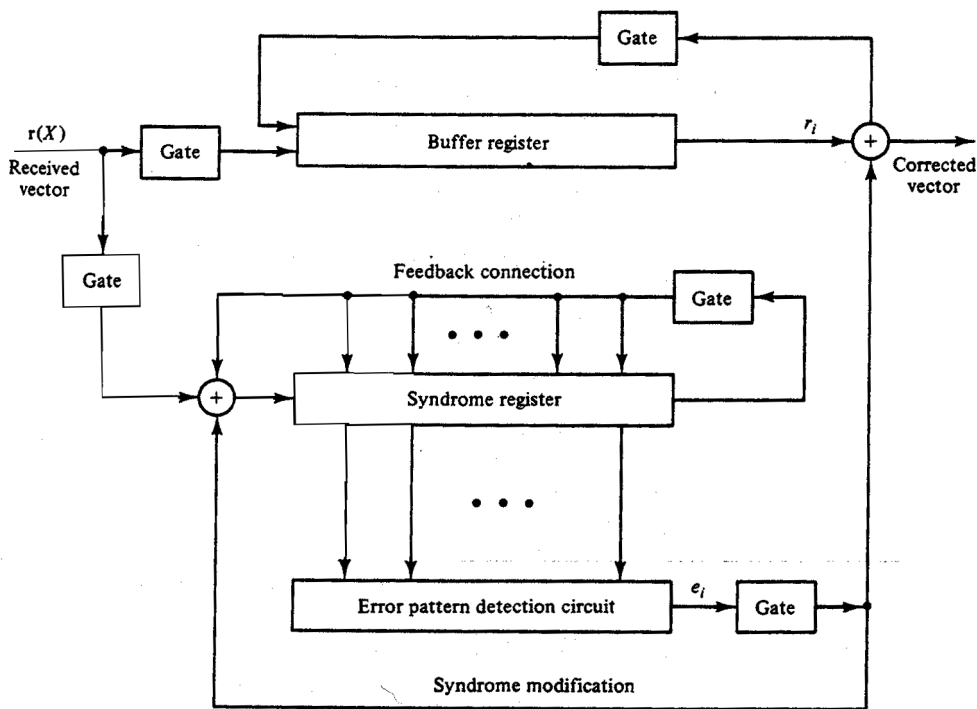 Gate
r(X)
Received
vector
Gate
Buffer register
r_i
+
Corrected
vector
Gate
Feedback connection
Gate
• • •
+
Syndrome register
• • •
Error pattern detection circuit
e_i
Gate
Syndrome modification